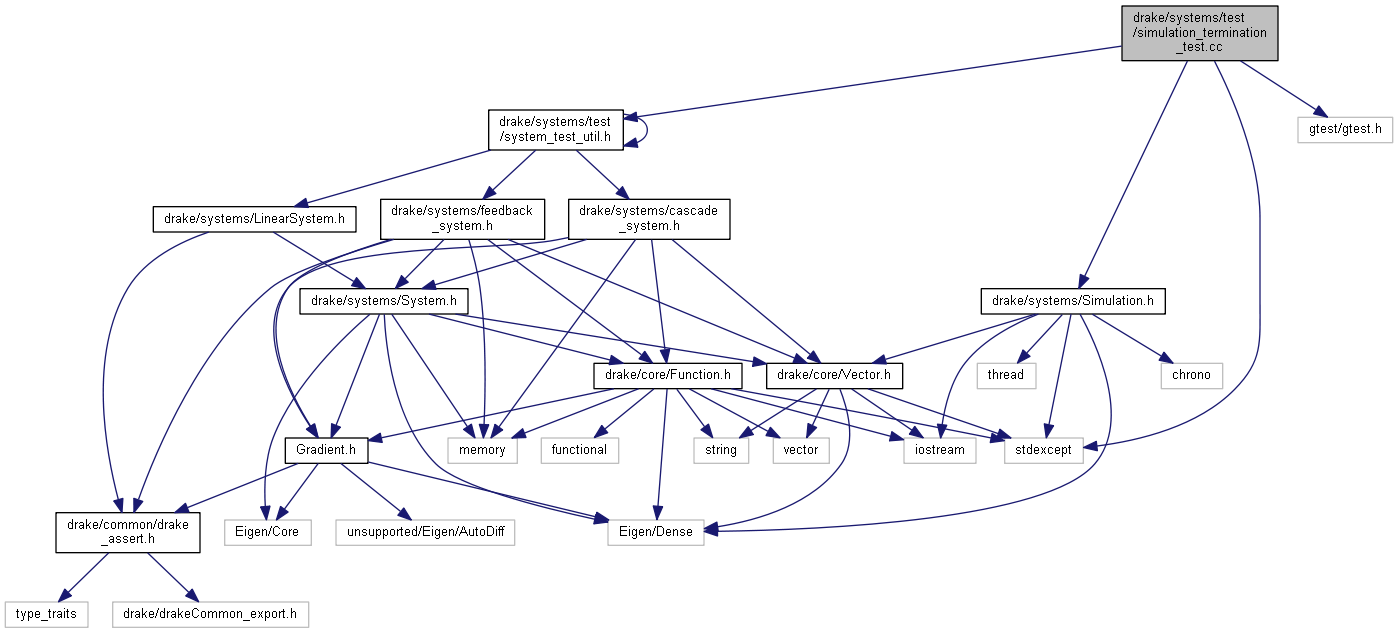 drake/systems/test
/simulation_termination
_test.cc
drake/systems/test
/system_test_util.h
gtest/gtest.h
drake/systems/LinearSystem.h
drake/systems/feedback
_system.h
drake/systems/cascade
_system.h
drake/systems/System.h
drake/systems/Simulation.h
drake/core/Function.h
drake/core/Vector.h
thread
chrono
Gradient.h
memory
functional
string
vector
iostream
stdexcept
drake/common/drake
_assert.h
Eigen/Core
unsupported/Eigen/AutoDiff
Eigen/Dense
type_traits
drake/drakeCommon_export.h